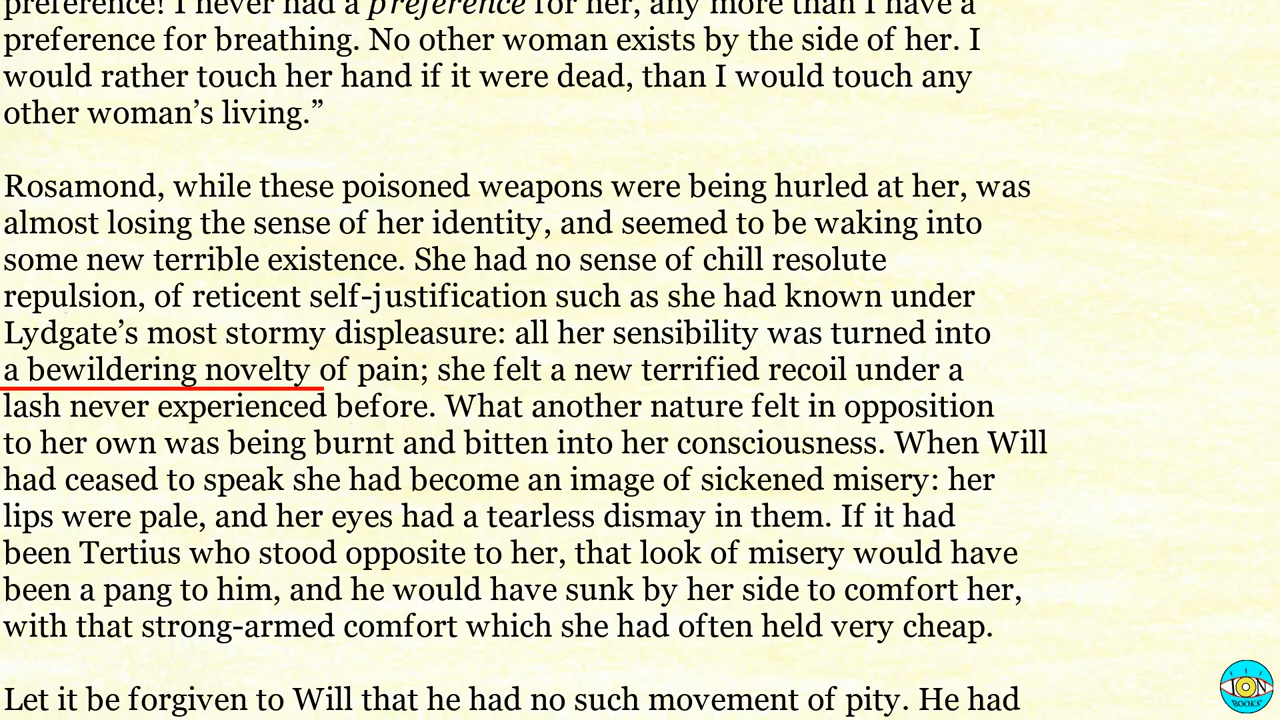 preference! I never had a preference for her, any more than I have a
preference for breathing. No other woman exists by the side of her. I
would rather touch her hand if it were dead, than I would touch any
other woman’s living.”
Rosamond, while these poisoned weapons were being hurled at her, was
almost losing the sense of her identity, and seemed to be waking into
some new terrible existence. She had no sense of chill resolute
repulsion, of reticent self-justification such as she had known under
Lydgate’s most stormy displeasure: all her sensibility was turned into
a bewildering novelty of pain; she felt a new terrified recoil under a
lash never experienced before. What another nature felt in opposition
to her own was being burnt and bitten into her consciousness. When Will
had ceased to speak she had become an image of sickened misery: her
lips were pale, and her eyes had a tearless dismay in them. If it had
been Tertius who stood opposite to her, that look of misery would have
been a pang to him, and he would have sunk by her side to comfort her,
with that strong-armed comfort which she had often held very cheap.
Let it be forgiven to Will that he had no such movement of pity. He had
ION
BOOKS